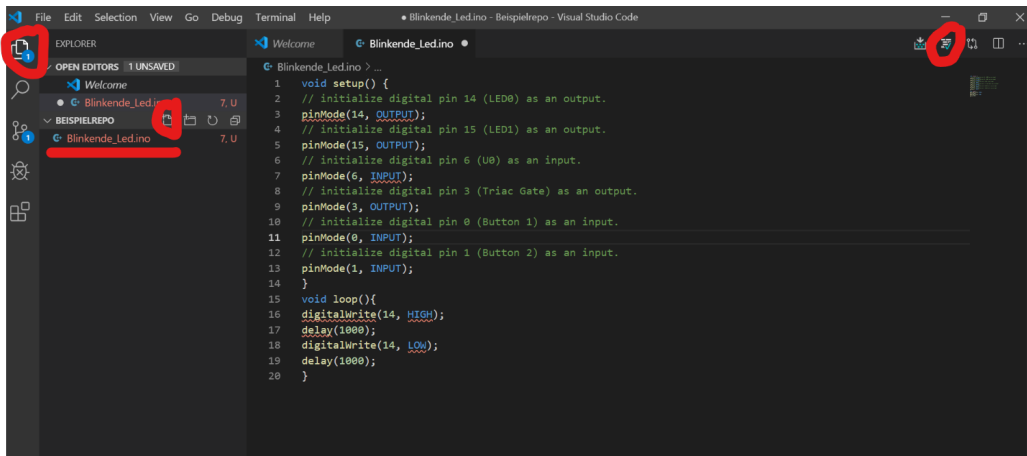 File Edit Selection View Go Debug Terminal Help
● Blinkende_Led.ino - Beispielrepo - Visual Studio Code
EXPLORER
OPEN EDITORS 1 UNSAVED
Welcome
● Blinkende_Led.ino 7, U
BEISPIELREPO
Blinkende_Led.ino 7, U
1
1
Welcome Blinkende_Led.ino ●
Blinkende_Led.ino > ...
1 void setup() {
2 // initialize digital pin 14 (LED0) as an output.
3 pinMode(14, OUTPUT);
4 // initialize digital pin 15 (LED1) as an output.
5 pinMode(15, OUTPUT);
6 // initialize digital pin 6 (U0) as an input.
7 pinMode(6, INPUT);
8 // initialize digital pin 3 (Triac Gate) as an output.
9 pinMode(3, OUTPUT);
10 // initialize digital pin 0 (Button 1) as an input.
11 pinMode(0, INPUT);
12 // initialize digital pin 1 (Button 2) as an input.
13 pinMode(1, INPUT);
14 }
15 void loop(){
16 digitalWrite(14, HIGH);
17 delay(1000);
18 digitalWrite(14, LOW);
19 delay(1000);
20 }